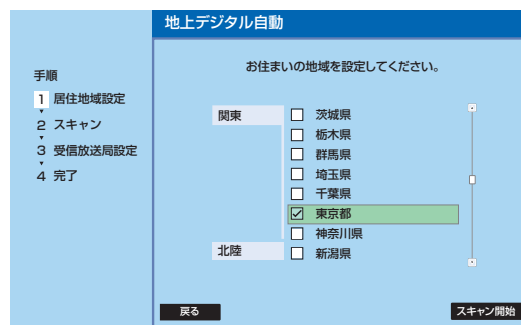 地上デジタル自動
お住まいの地域を設定してください。
手順
1 居住地域設定
2 スキャン
3 受信放送局設定
4 完了
関東
茨城県
栃木県
群馬県
埼玉県
千葉県
東京都
神奈川県
北陸
新潟県
戻る
スキャン開始